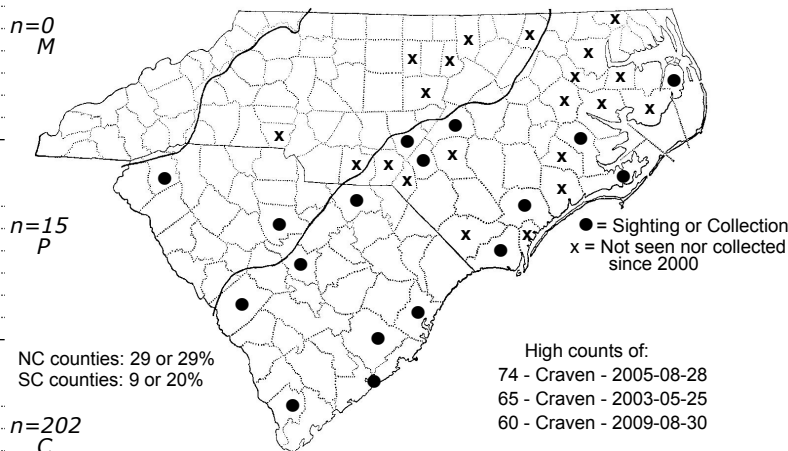 n=0
M
n=15
P
n=202
C
● = Sighting or Collection
x = Not seen nor collected
since 2000
NC counties: 29 or 29%
SC counties: 9 or 20%
High counts of:
74 - Craven - 2005-08-28
65 - Craven - 2003-05-25
60 - Craven - 2009-08-30